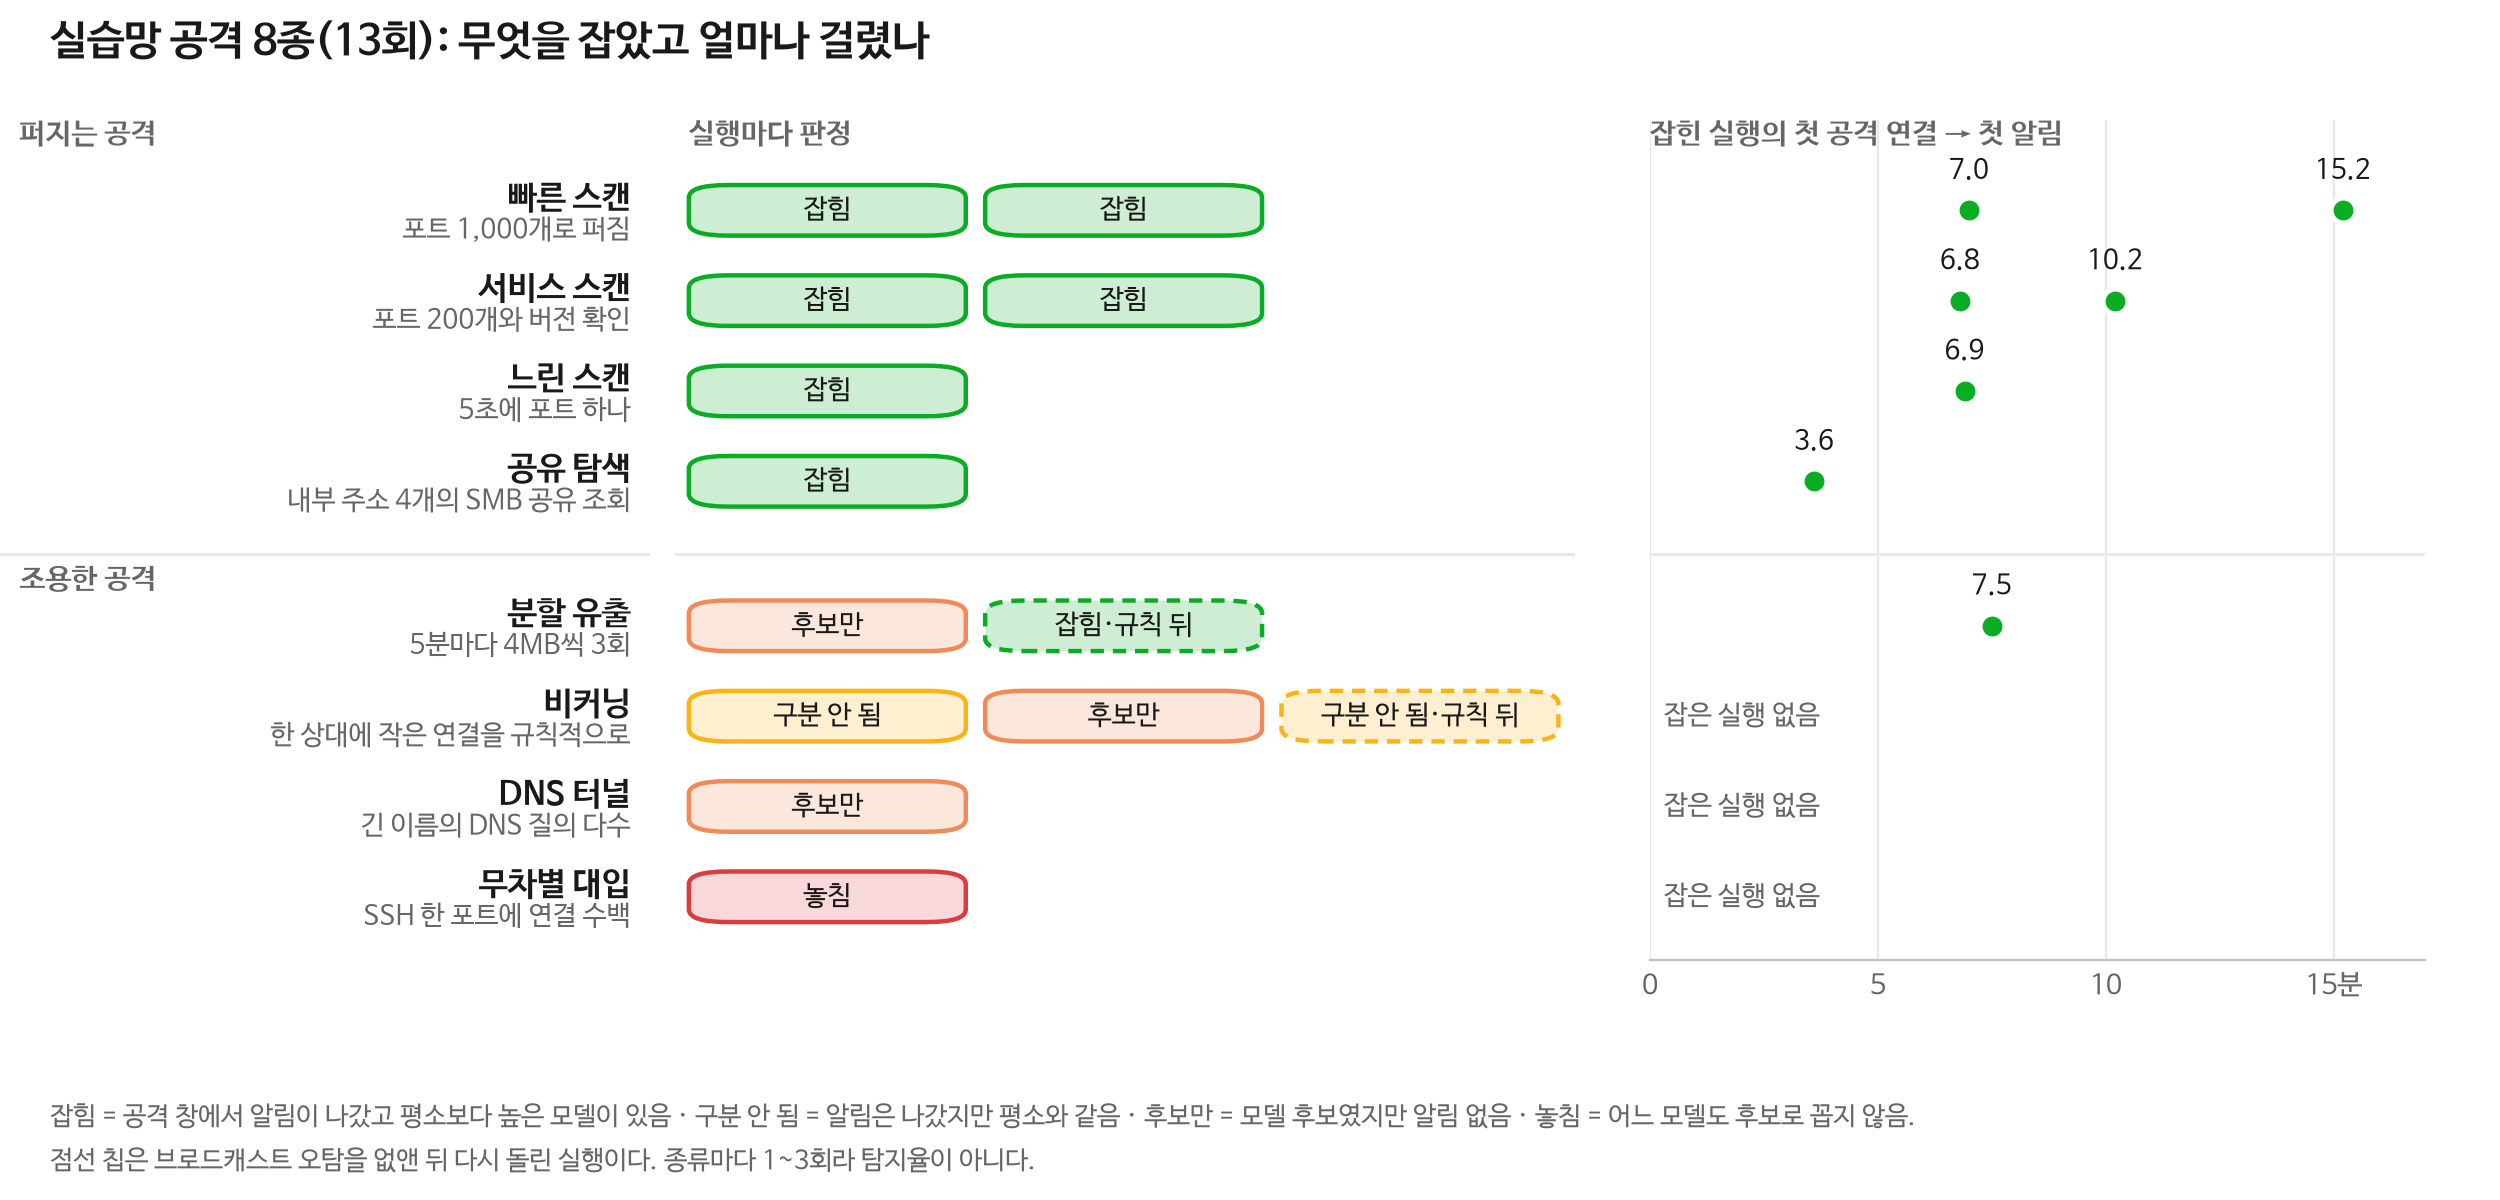 실습망 공격 8종(13회): 무엇을 잡았고 얼마나 걸렸나
퍼지는 공격
실행마다 판정
잡힌 실행의 첫 공격 연결 → 첫 알림
빠른 스캔
포트 1,000개로 퍼짐
잡힘
잡힘
7.0
15.2
서비스 스캔
포트 200개와 버전 확인
잡힘
잡힘
6.8
10.2
느린 스캔
5초에 포트 하나
잡힘
6.9
공유 탐색
내부 주소 4개의 SMB 공유 조회
잡힘
3.6
조용한 공격
분할 유출
5분마다 4MB씩 3회
후보만
잡힘·규칙 뒤
7.5
비커닝
한 상대에 작은 연결을 규칙적으로
구분 안 됨
후보만
구분 안 됨·규칙 뒤
잡은 실행 없음
DNS 터널
긴 이름의 DNS 질의 다수
후보만
잡은 실행 없음
무차별 대입
SSH 한 포트에 연결 수백
놓침
잡은 실행 없음
0
5
10
15분
잡힘 = 공격 창에서 알림이 나갔고 평소보다 높은 모델이 있음 · 구분 안 됨 = 알림은 나갔지만 평소와 같음 · 후보만 = 모델 후보였지만 알림 없음 · 놓침 = 어느 모델도 후보로 꼽지 않음.
점선 칩은 브로드캐스트 오탐을 없앤 뒤 다시 돌린 실행이다. 종류마다 1~3회라 탐지율이 아니다.